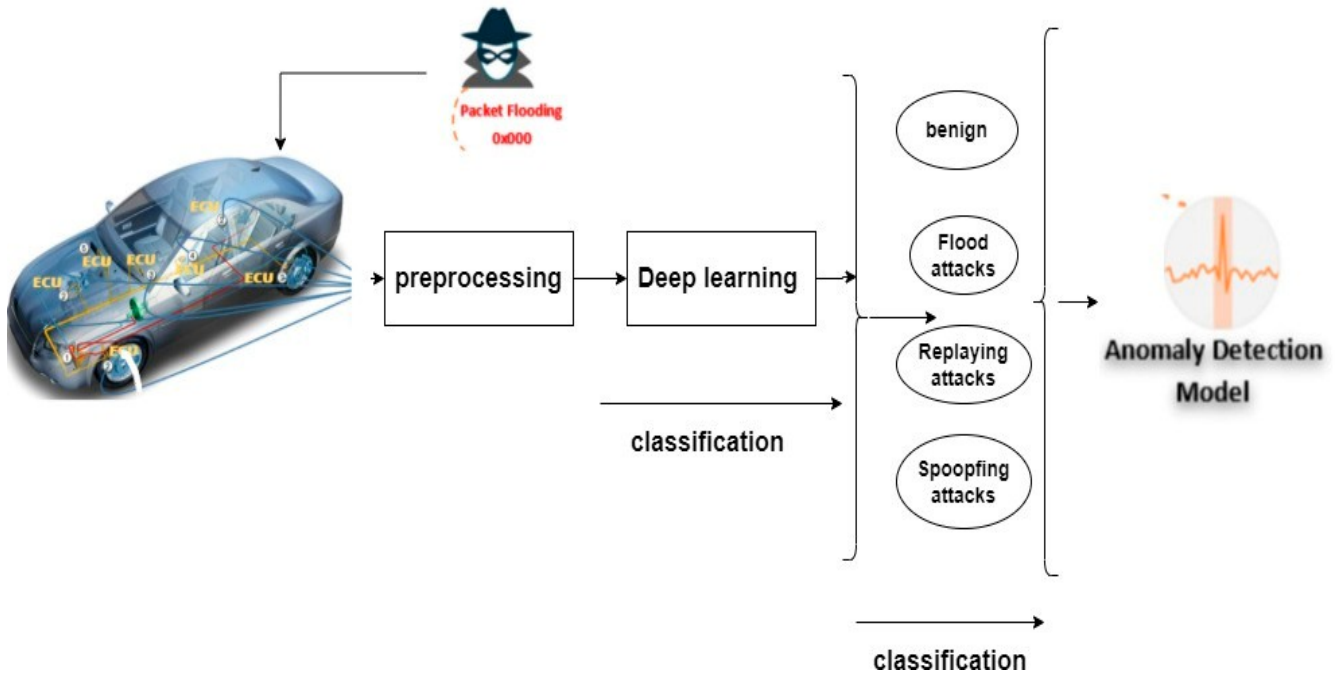 Packet Flooding
0x000
benign
ECU
ECU
ECU
ECU
ECU
ECU
ECU
preprocessing
Deep learning
Flood
attacks
Replaying
attacks
Anomaly Detection
Model
classification
Spoopfing
attacks
classification